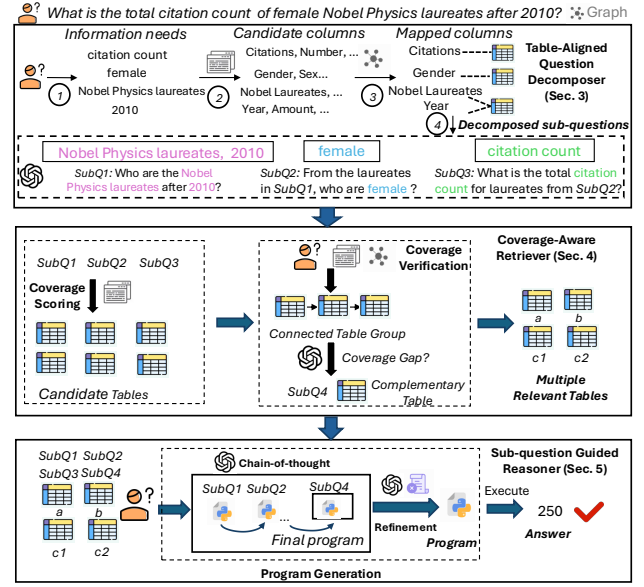 What is the total citation count of female Nobel Physics laureates after 2010?
Graph
Information needs
Candidate columns
Mapped columns
citation count
female
Nobel Physics laureates
2010
Citations, Number, ...
Gender, Sex...
Nobel Laureates, ...
Year, Amount, ...
Citations
Gender
Nobel Laureates
Year
1
2
3
4
Table-Aligned
Question
Decomposer
(Sec. 3)
Decomposed sub-questions
Nobel Physics laureates, 2010
female
citation count
SubQ1: Who are the Nobel
Physics laureates after 2010?
SubQ2: From the laureates
in SubQ1, who are female ?
SubQ3: What is the total citation
count for laureates from SubQ2?
SubQ1 SubQ2 SubQ3
Coverage
Scoring
Candidate Tables
Coverage
Verification
Connected Table Group
Coverage Gap?
SubQ4
Complementary
Table
Coverage-Aware
Retriever (Sec. 4)
a
b
c1
c2
Multiple
Relevant Tables
SubQ1 SubQ2
SubQ3 SubQ4
a
b
c1
c2
Chain-of-thought
SubQ1 SubQ2
SubQ4
...
Final program
Refinement
Program
Program Generation
Sub-question Guided
Reasoner (Sec. 5)
Execute
250
Answer